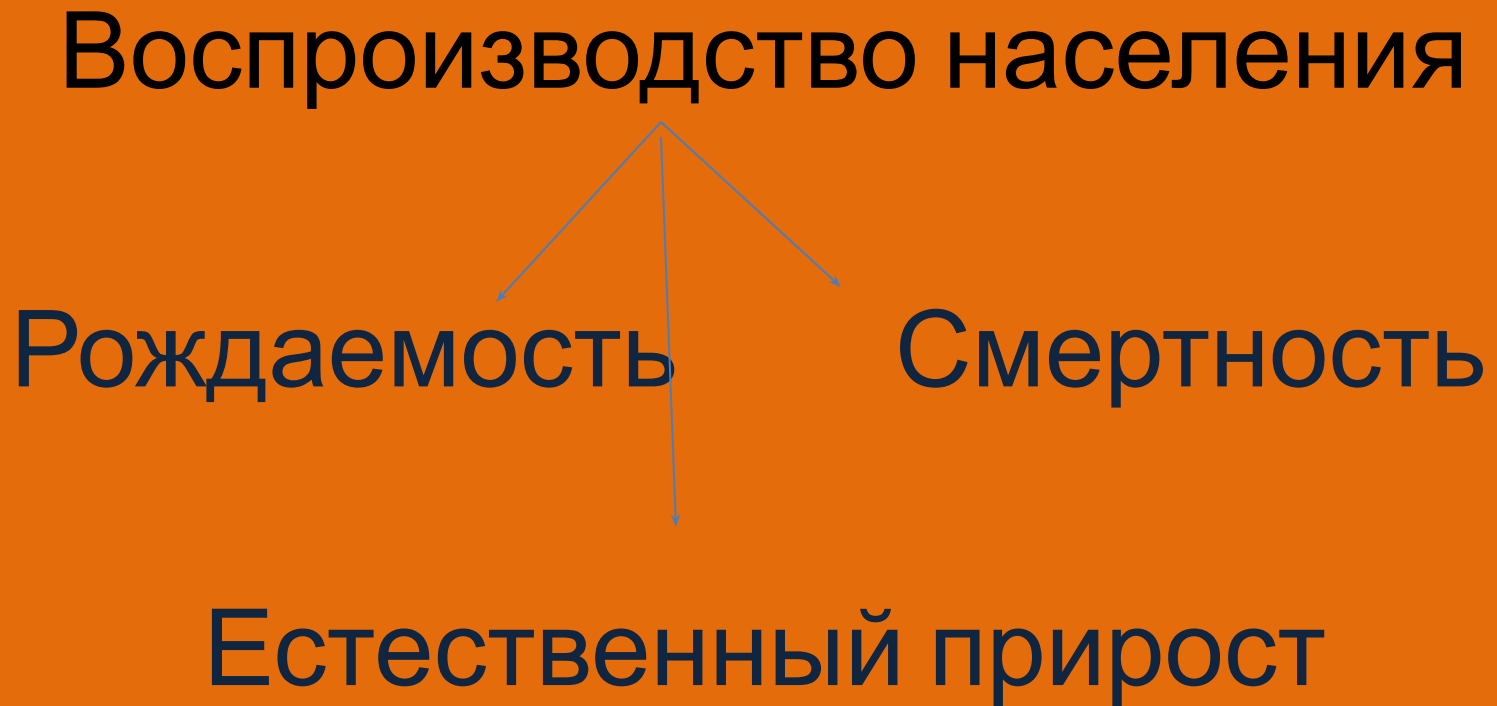 Воспроизводство населения
Рождаемость Смертность
Естественный прирост